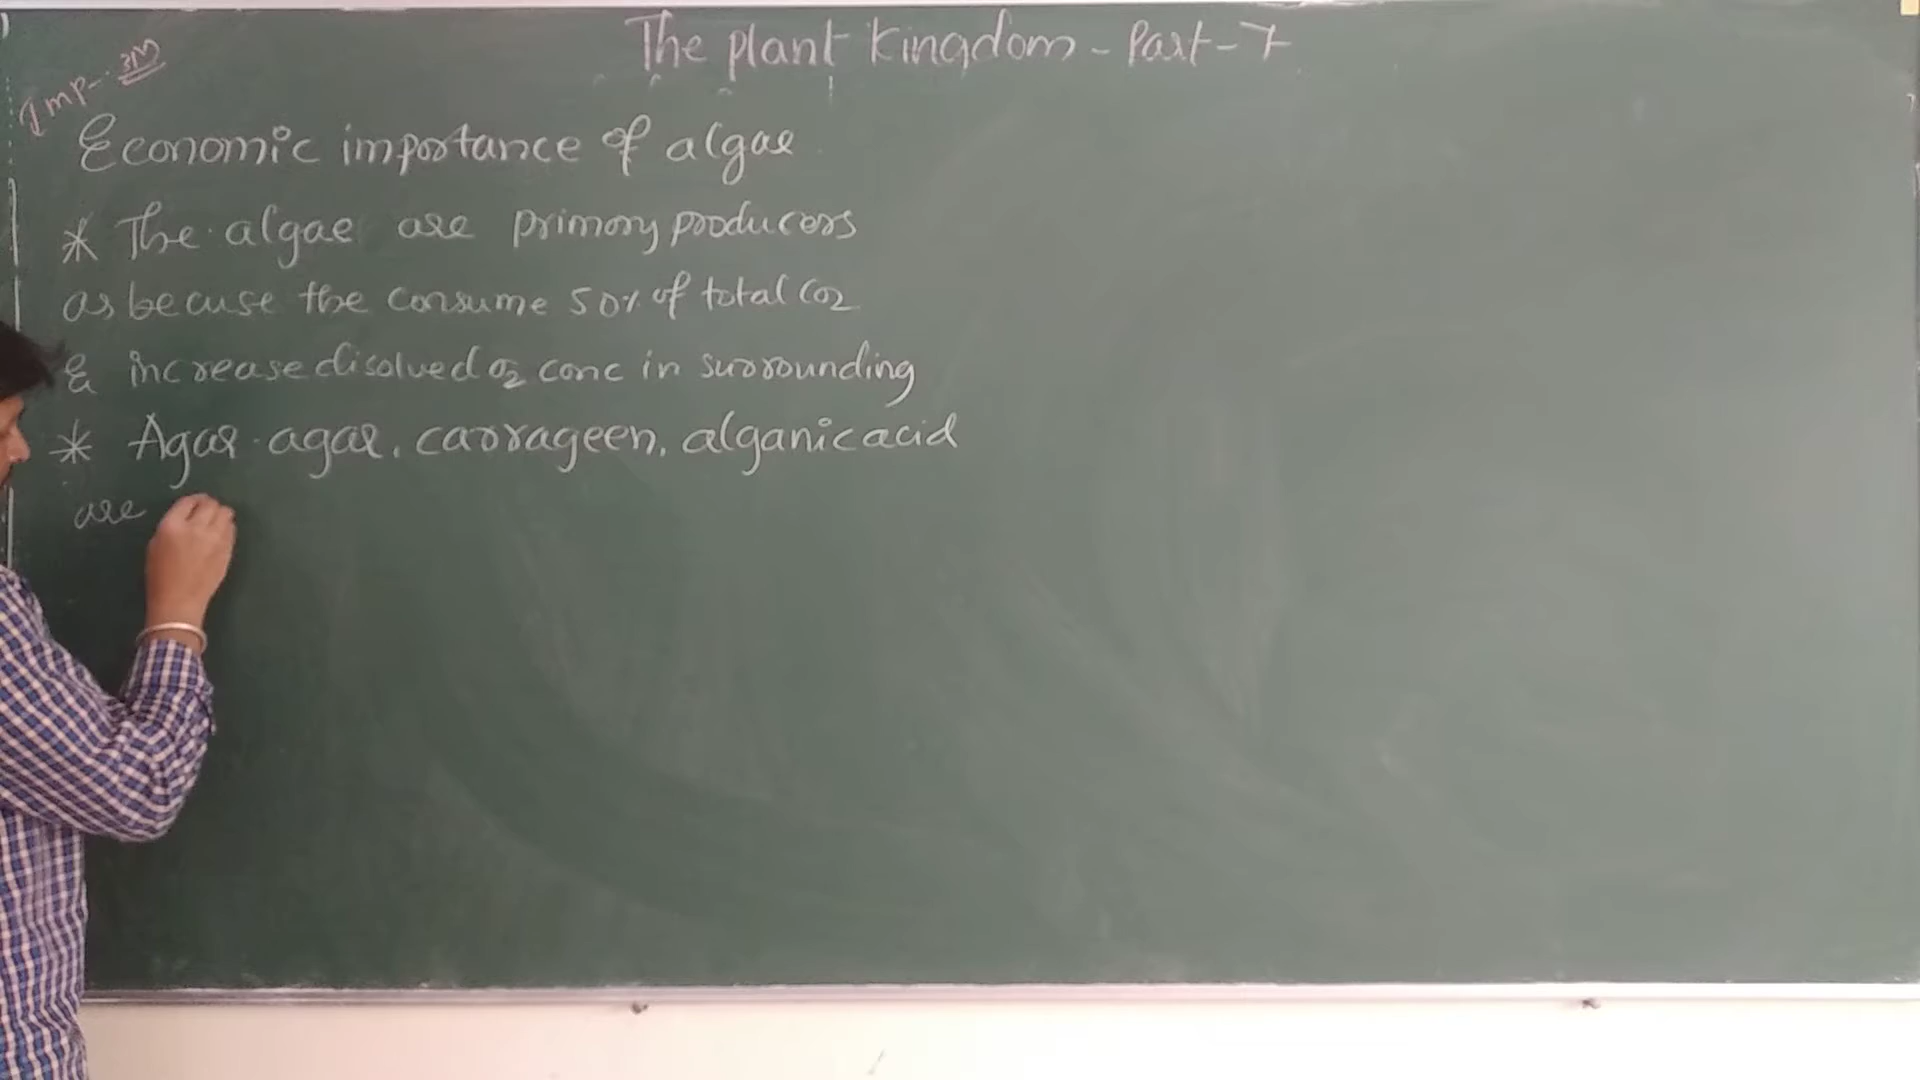 The plant Kingdom - Part-7
Imp-. 3M
Economic importance of algae
* The algae are primary producers
as becuse the consume 50% of total CO2
& increase disolved O2 conc in surrounding
* Agar-agar, carrageen, alganic acid
are